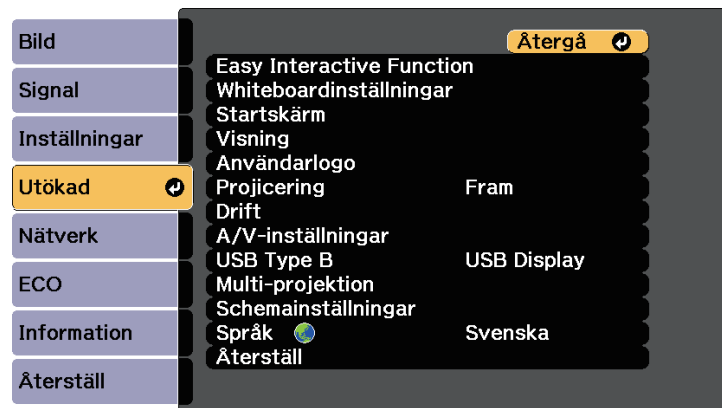 Bild
Signal
Inställningar
Utökad
Nätverk
ECO
Information
Återställ
Återgå
Easy Interactive Function
Whiteboardinställningar
Startskärm
Visning
Användarlogo
Projicering Fram
Drift
A/V-inställningar
USB Type B USB Display
Multi-projektion
Schemainställningar
Språk Svenska
Återställ